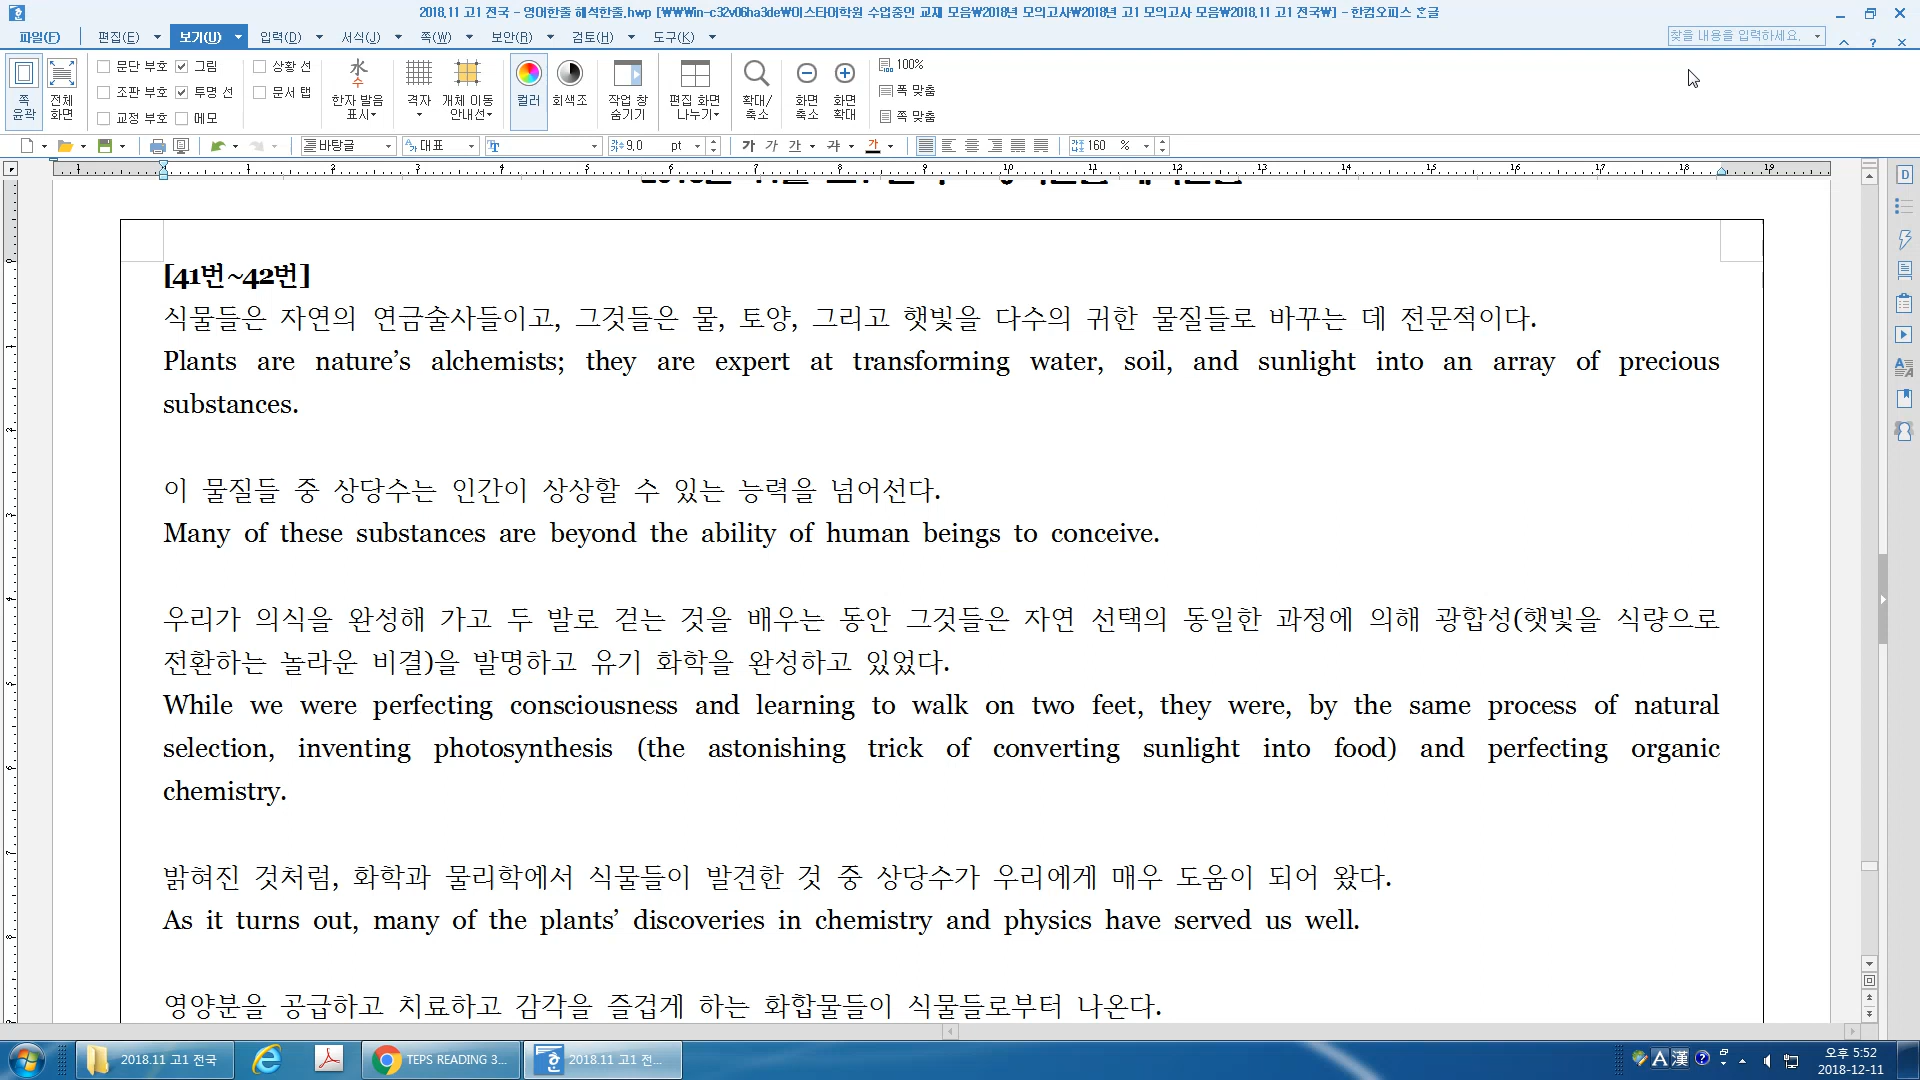 2018.11 고1 전국 - 영어한줄 해석한줄.hwp [₩₩Win-c32v06ha3de₩이스타어학원 수업중인 교재 모음₩2018년 모의고사₩2018년 고1 모의고사 모음₩2018.11 고1 전국₩] - 한컴오피스 한글
파일(F) 편집(E) 보기(U) 입력(D) 서식(J) 쪽(W) 보안(R) 검토(H) 도구(K) 찾을 내용을 입력하세요.
쪽 윤곽 전체 화면
문단 부호 그림 상황 선
조판 부호 투명 선 문서 탭
교정 부호 메모
한자 발음 표시 격자 개체 이동 안내선 컬러 회색조 작업 창 숨기기 편집 화면 나누기 확대/축소 화면 축소 화면 확대
100%
폭 맞춤
쪽 맞춤
바탕글 대표 9.0 pt 가 가 가 가 가 160 %
1 1 2 3 4 5 6 7 8 9 10 11 12 13 14 15 16 17 18 19
[41번~42번]
식물들은 자연의 연금술사들이고, 그것들은 물, 토양, 그리고 햇빛을 다수의 귀한 물질들로 바꾸는 데 전문적이다.
Plants are nature’s alchemists; they are expert at transforming water, soil, and sunlight into an array of precious
substances.
이 물질들 중 상당수는 인간이 상상할 수 있는 능력을 넘어선다.
Many of these substances are beyond the ability of human beings to conceive.
우리가 의식을 완성해 가고 두 발로 걷는 것을 배우는 동안 그것들은 자연 선택의 동일한 과정에 의해 광합성(햇빛을 식량으로
전환하는 놀라운 비결)을 발명하고 유기 화학을 완성하고 있었다.
While we were perfecting consciousness and learning to walk on two feet, they were, by the same process of natural
selection, inventing photosynthesis (the astonishing trick of converting sunlight into food) and perfecting organic
chemistry.
밝혀진 것처럼, 화학과 물리학에서 식물들이 발견한 것 중 상당수가 우리에게 매우 도움이 되어 왔다.
As it turns out, many of the plants’ discoveries in chemistry and physics have served us well.
영양분을 공급하고 치료하고 감각을 즐겁게 하는 화합물들이 식물들로부터 나온다.
2018.11 고1 전국 TEPS READING 3... 2018.11 고1 전... A 漢 오후 5:52
2018-12-11